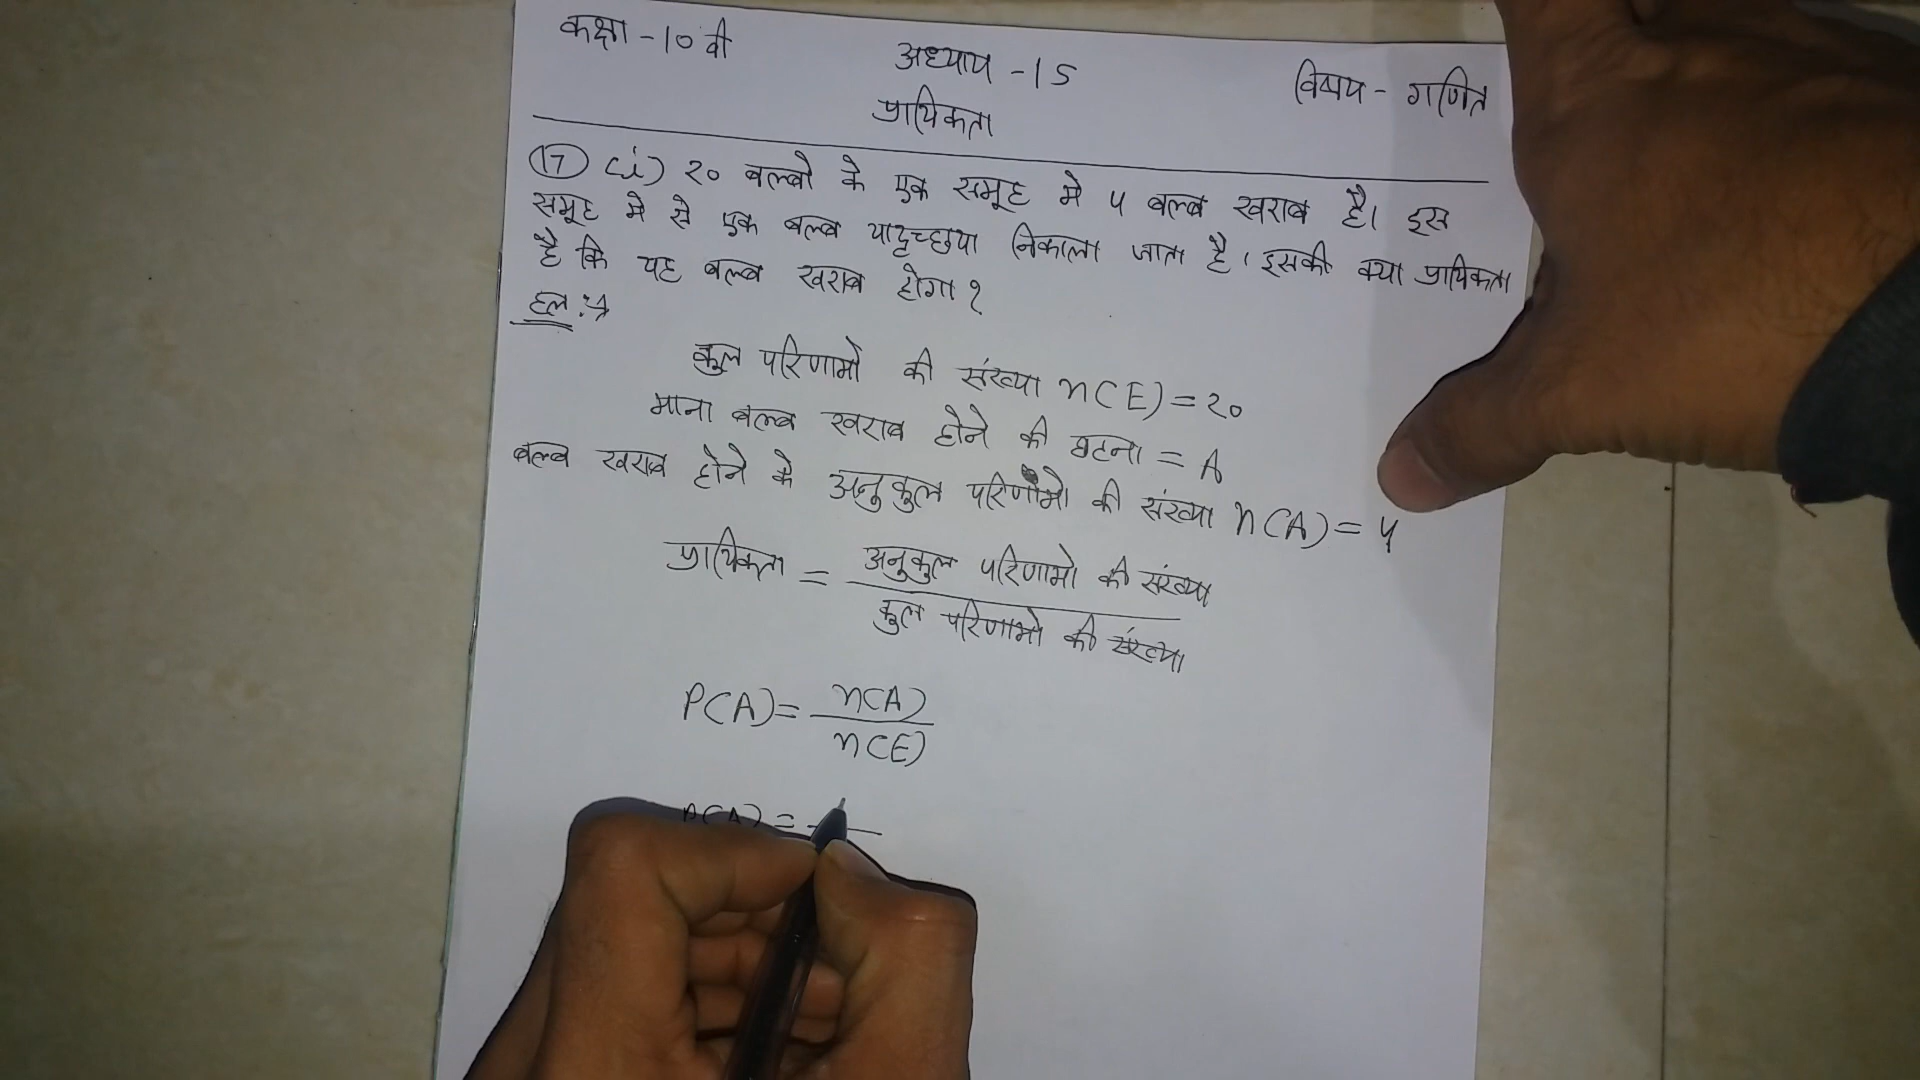 कक्षा - 10 वी
अध्याय - 15
विषय - गणित
प्रायिकता
17 (i) 20 बल्बो के एक समूह मे 4 बल्ब खराब है। इस
समूह मे से एक बल्ब यादृच्छया निकाला जाता है। इसकी क्या प्रायिकता
है कि यह बल्ब खराब होगा?
हल :→
कुल परिणामो की संख्या n(E) = 20
माना बल्ब खराब होने की घटना = A
बल्ब खराब होने के अनुकुल परिणामो की संख्या n(A) = 4
प्रायिकता = अनुकुल परिणामो की संख्या
कुल परिणामो की संख्या
P(A) = n(A)
n(E)
P(A) =